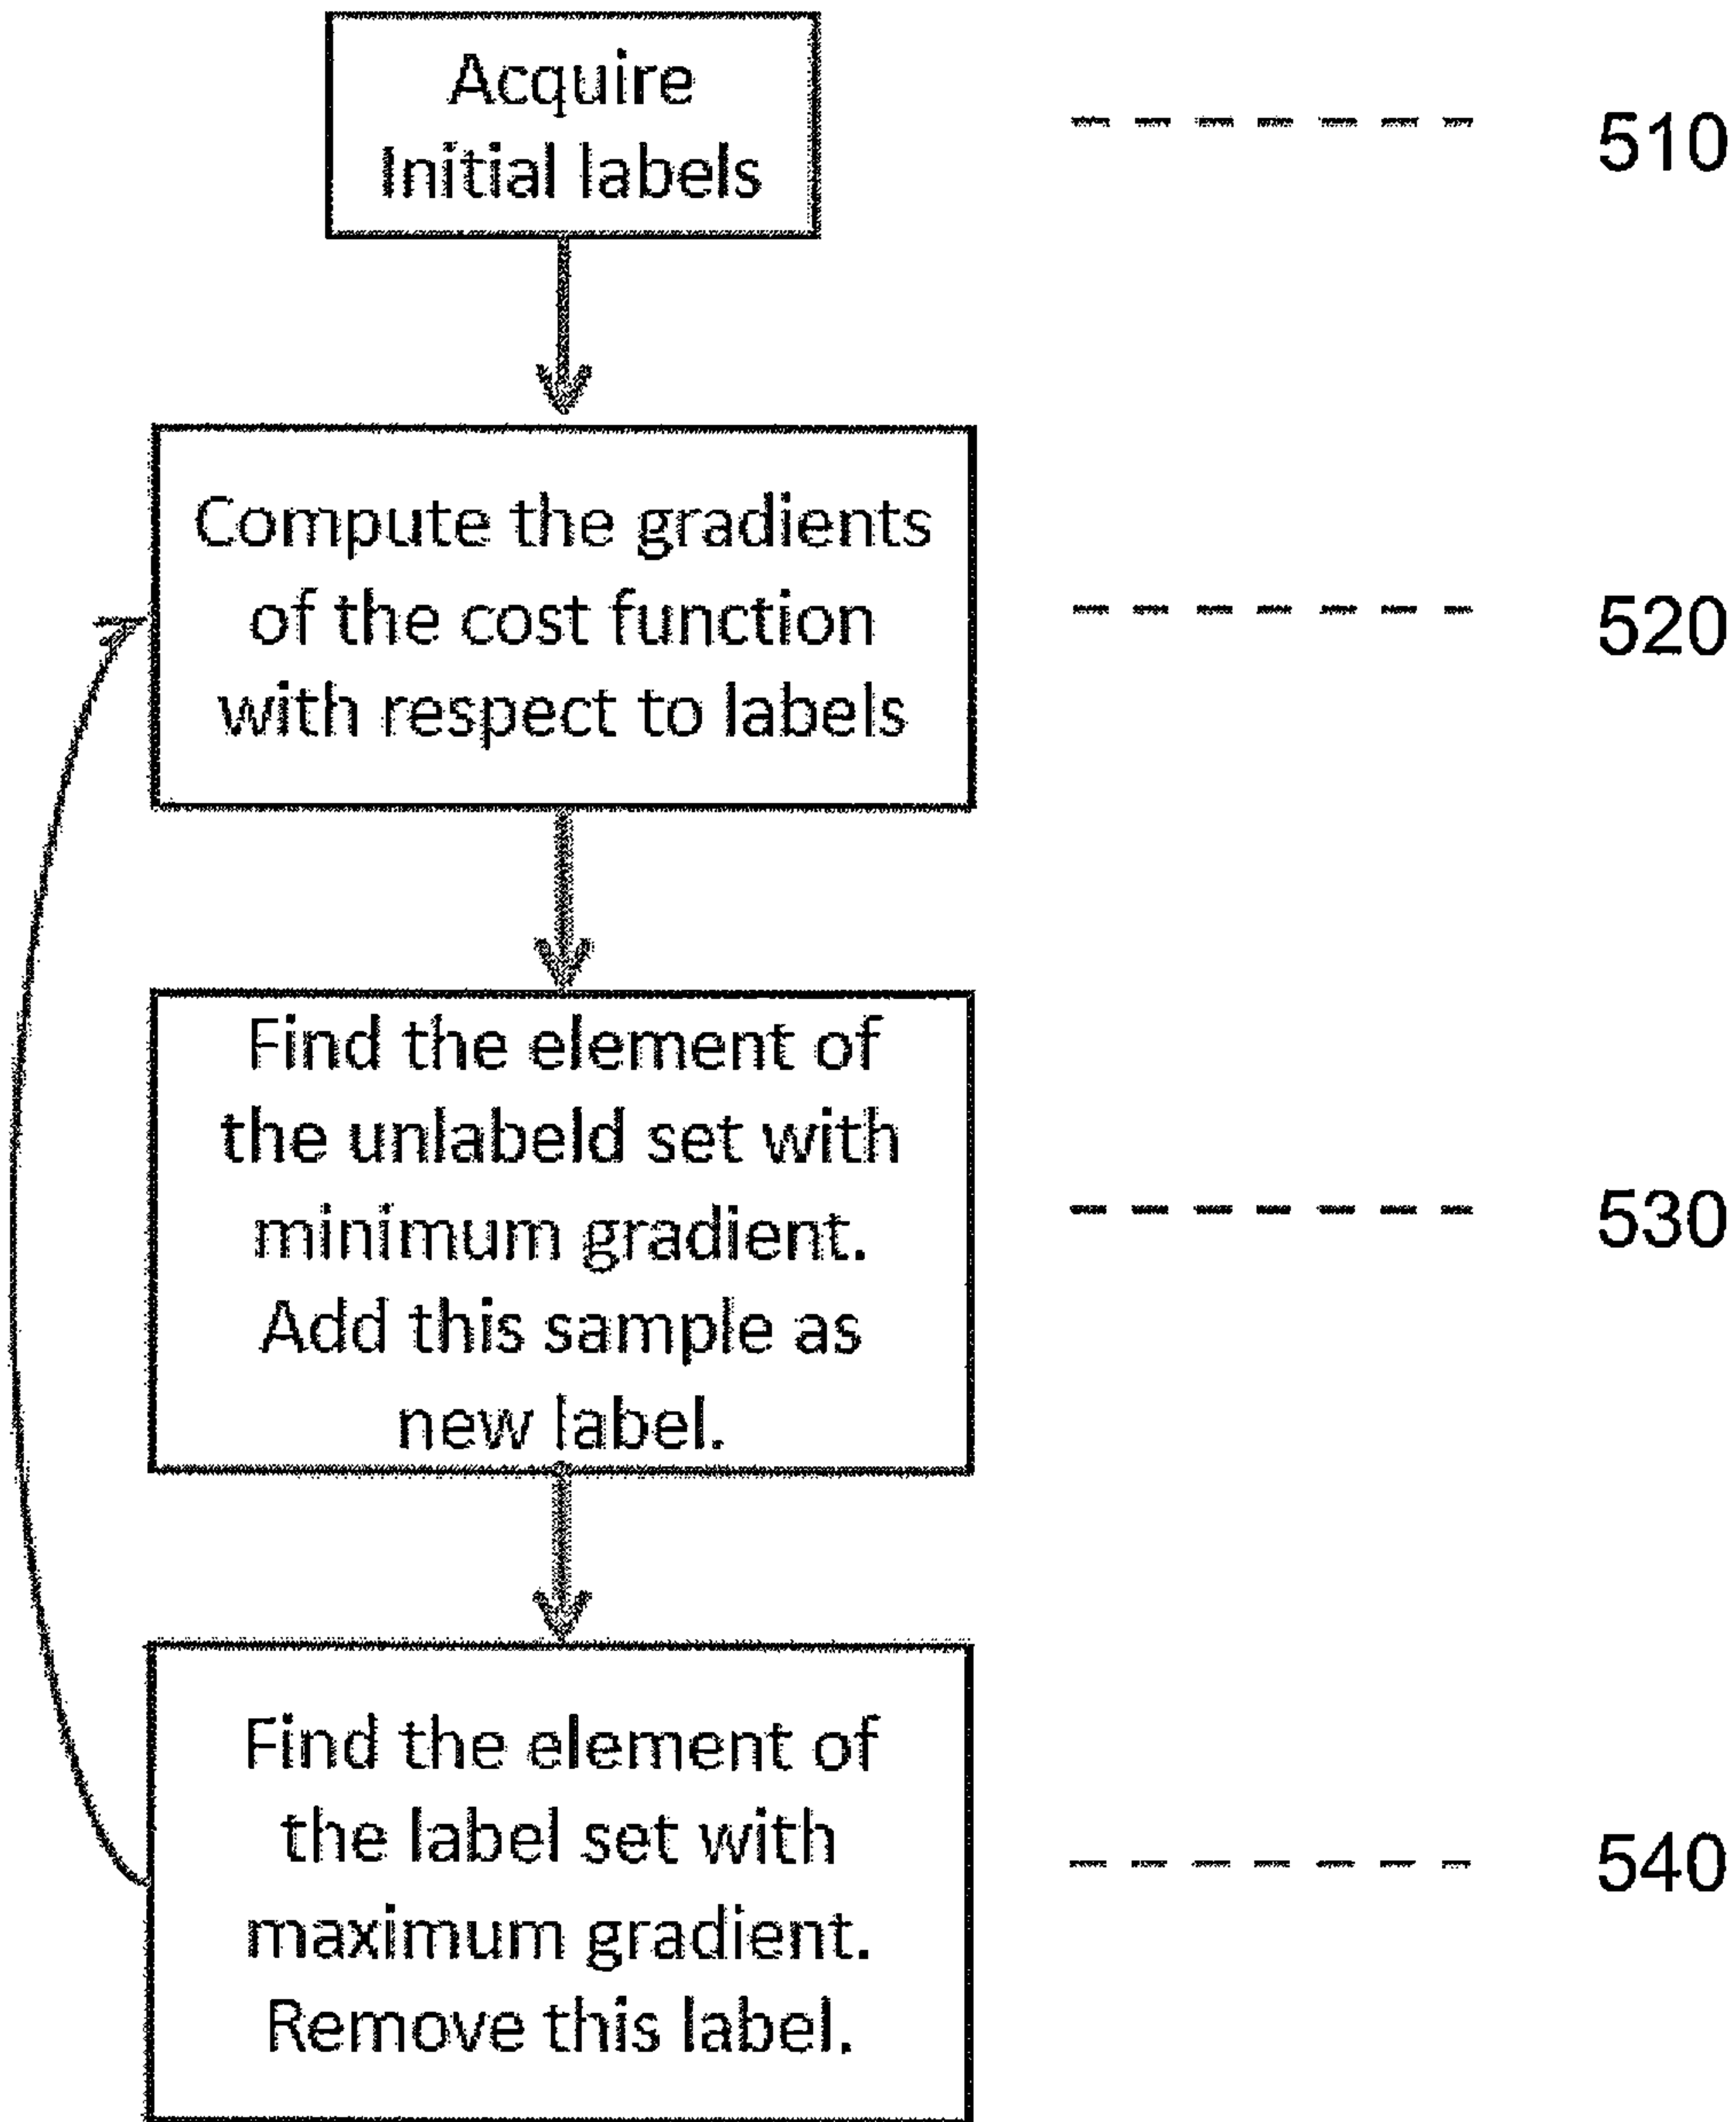 Acquire
Initial labels
510
Compute the gradients
of the cost function
with respect to labels
520
Find the element of
the unlabeld set with
minimum gradient.
Add this sample as
new label.
530
Find the element of
the label set with
maximum gradient.
Remove this label.
540